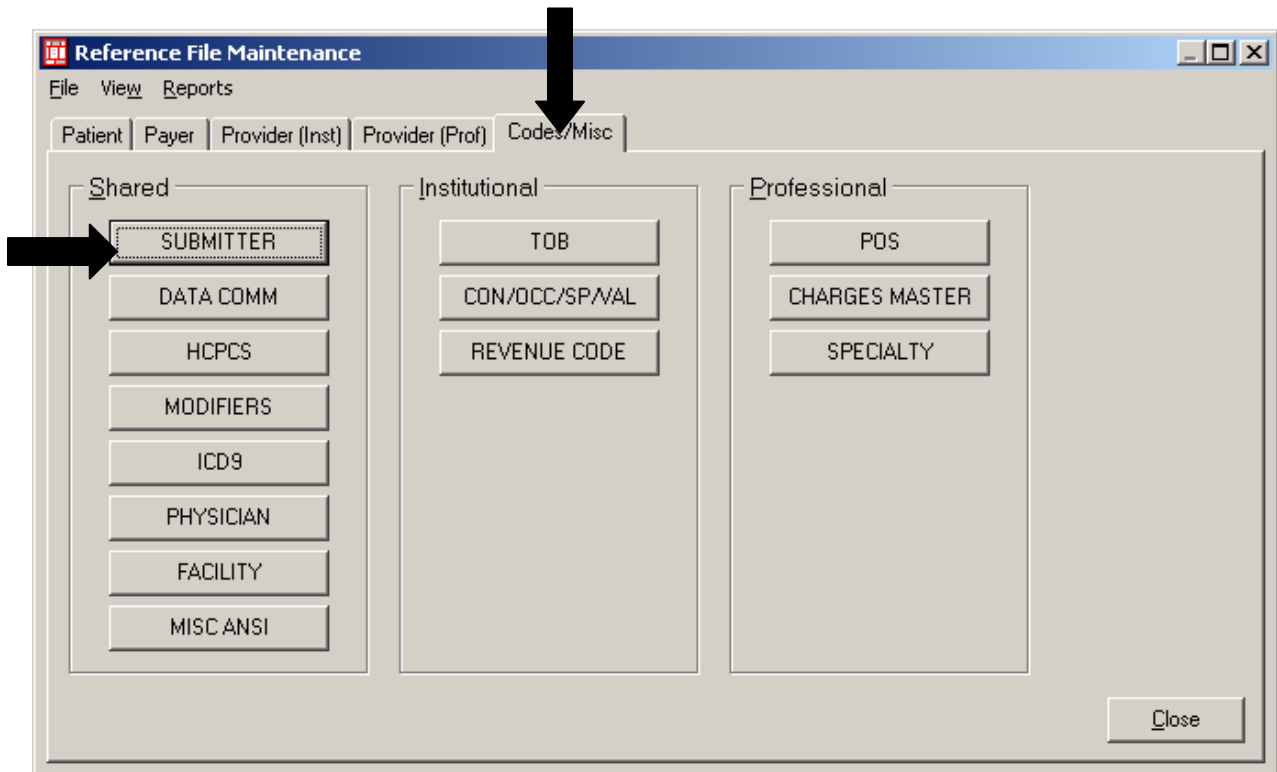 Reference File Maintenance
File View Reports
Patient Payer Provider (Inst) Provider (Prof) Codes/Misc
Shared
SUBMITTER
DATA COMM
HCPCS
MODIFIERS
ICD9
PHYSICIAN
FACILITY
MISC ANSI
Institutional
TOB
CON/OCC/SP/VAL
REVENUE CODE
Professional
POS
CHARGES MASTER
SPECIALTY
Close